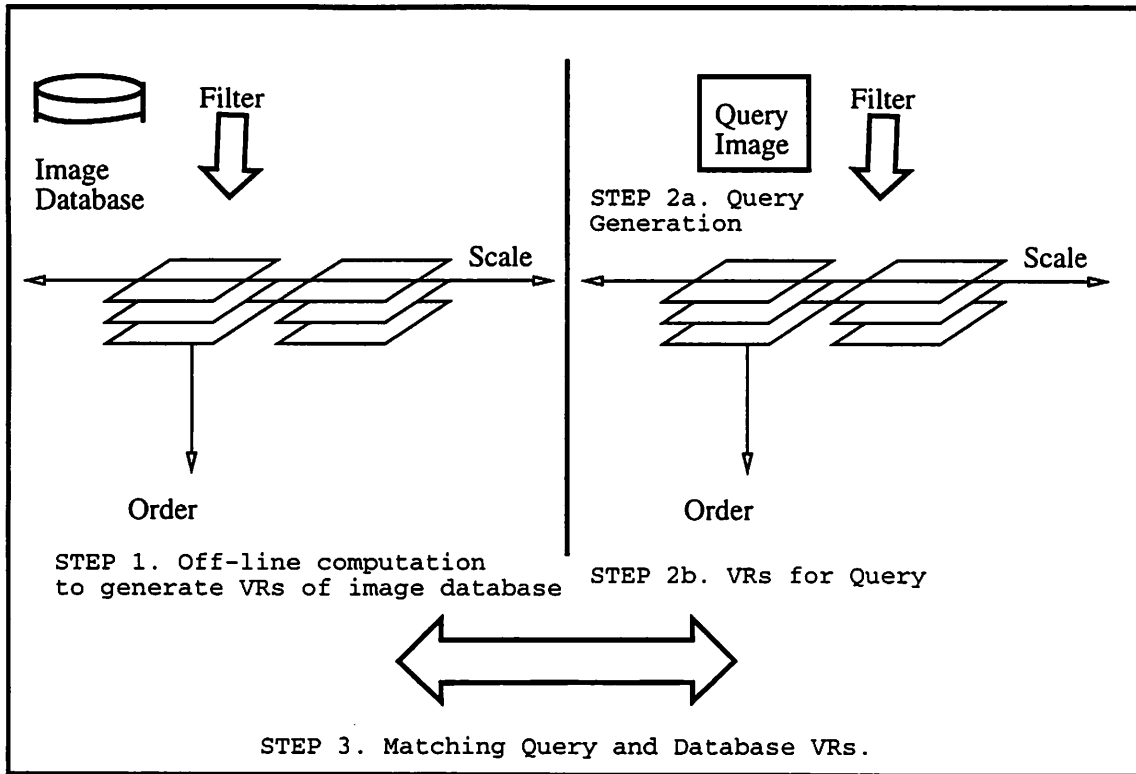 Filter
Image
Database
Scale
Order
STEP 1. Off-line computation
to generate VRs of image database
Query
Image
Filter
STEP 2a. Query
Generation
Scale
Order
STEP 2b. VRs for Query
STEP 3. Matching Query and Database VRs.